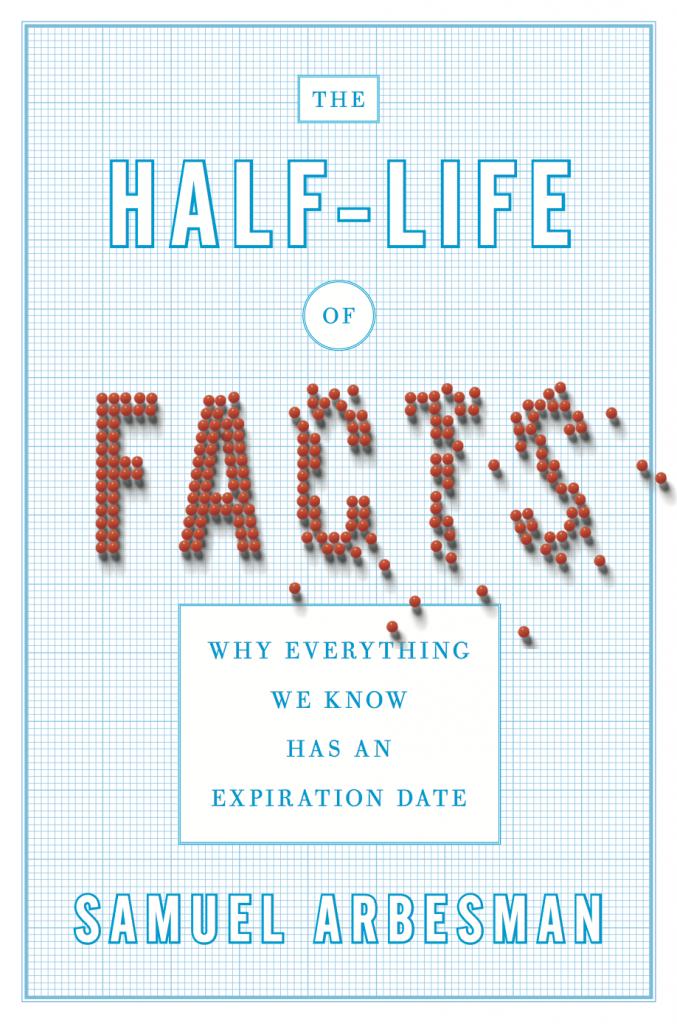 THE
HALF-LIFE
OF
FACTS
WHY EVERYTHING
WE KNOW
HAS AN
EXPIRATION DATE
SAMUEL ARBESMAN